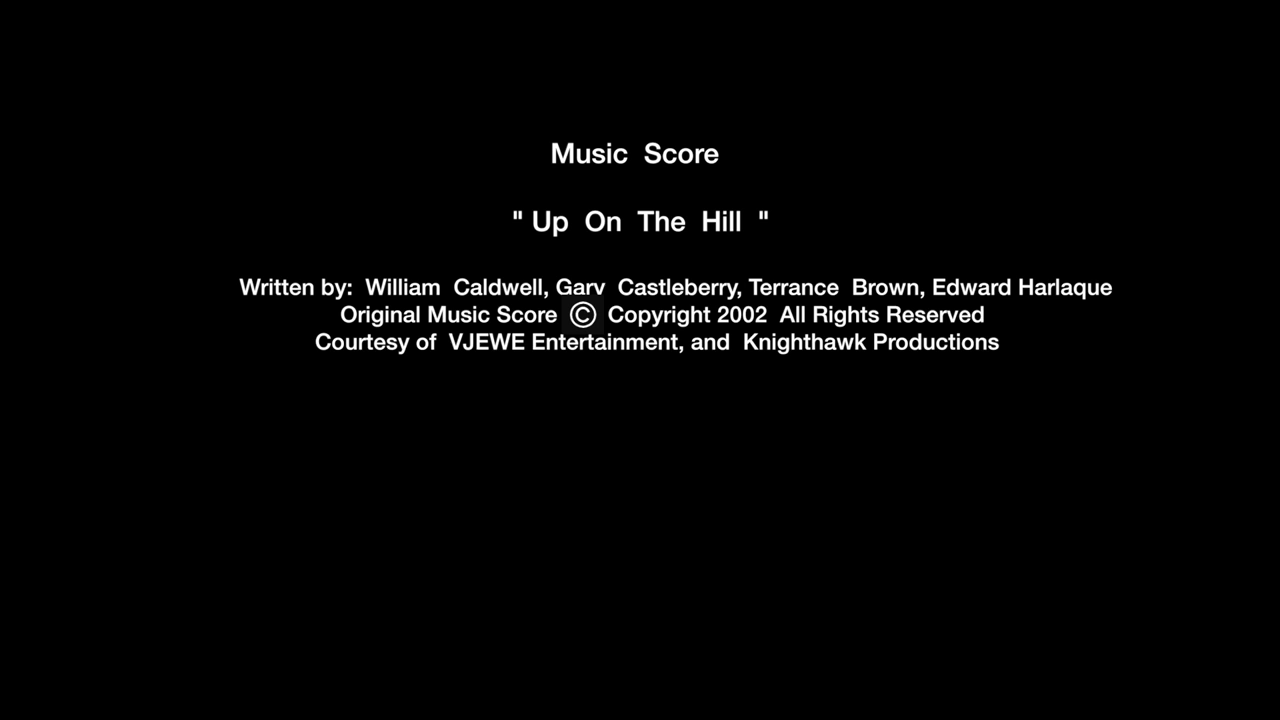 Music Score
" Up On The Hill "
Written by: William Caldwell, Gary Castleberry, Terrance Brown, Edward Harlaque
Original Music Score © Copyright 2002 All Rights Reserved
Courtesy of VJEWE Entertainment, and Knighthawk Productions